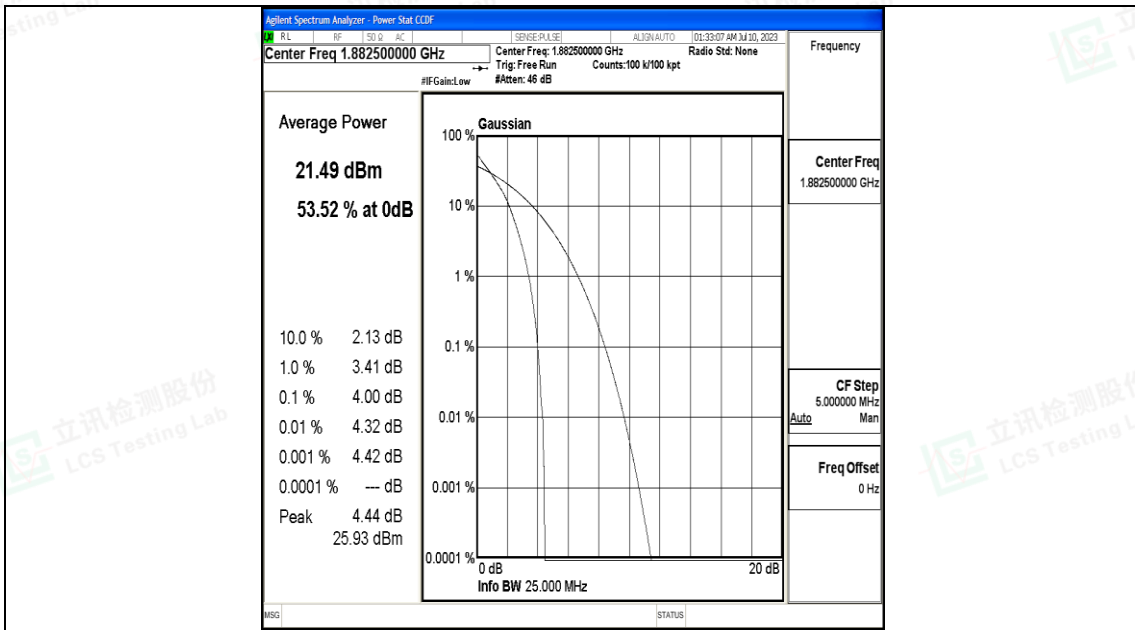 Agilent Spectrum Analyzer - Power Stat CCDF
RL RF 50 Ω AC SENSE:PULSE ALIGN AUTO 01:33:07 AM Jul 10, 2023
Center Freq 1.882500000 GHz
Center Freq: 1.882500000 GHz Radio Std: None
Trig: Free Run Counts:100 k/100 kpt
#IFGain:Low #Atten: 46 dB
Frequency
Average Power
21.49 dBm
53.52 % at 0dB
10.0 % 2.13 dB
1.0 % 3.41 dB
0.1 % 4.00 dB
0.01 % 4.32 dB
0.001 % 4.42 dB
0.0001 % --- dB
Peak 4.44 dB
25.93 dBm
Gaussian
100 %
10 %
1 %
0.1 %
0.01 %
0.001 %
0.0001 %
0 dB 20 dB
Info BW 25.000 MHz
Center Freq
1.882500000 GHz
CF Step
5.000000 MHz
Auto Man
Freq Offset
0 Hz
MSG STATUS
立讯检测股份
LCS Testing Lab
立讯检测股份